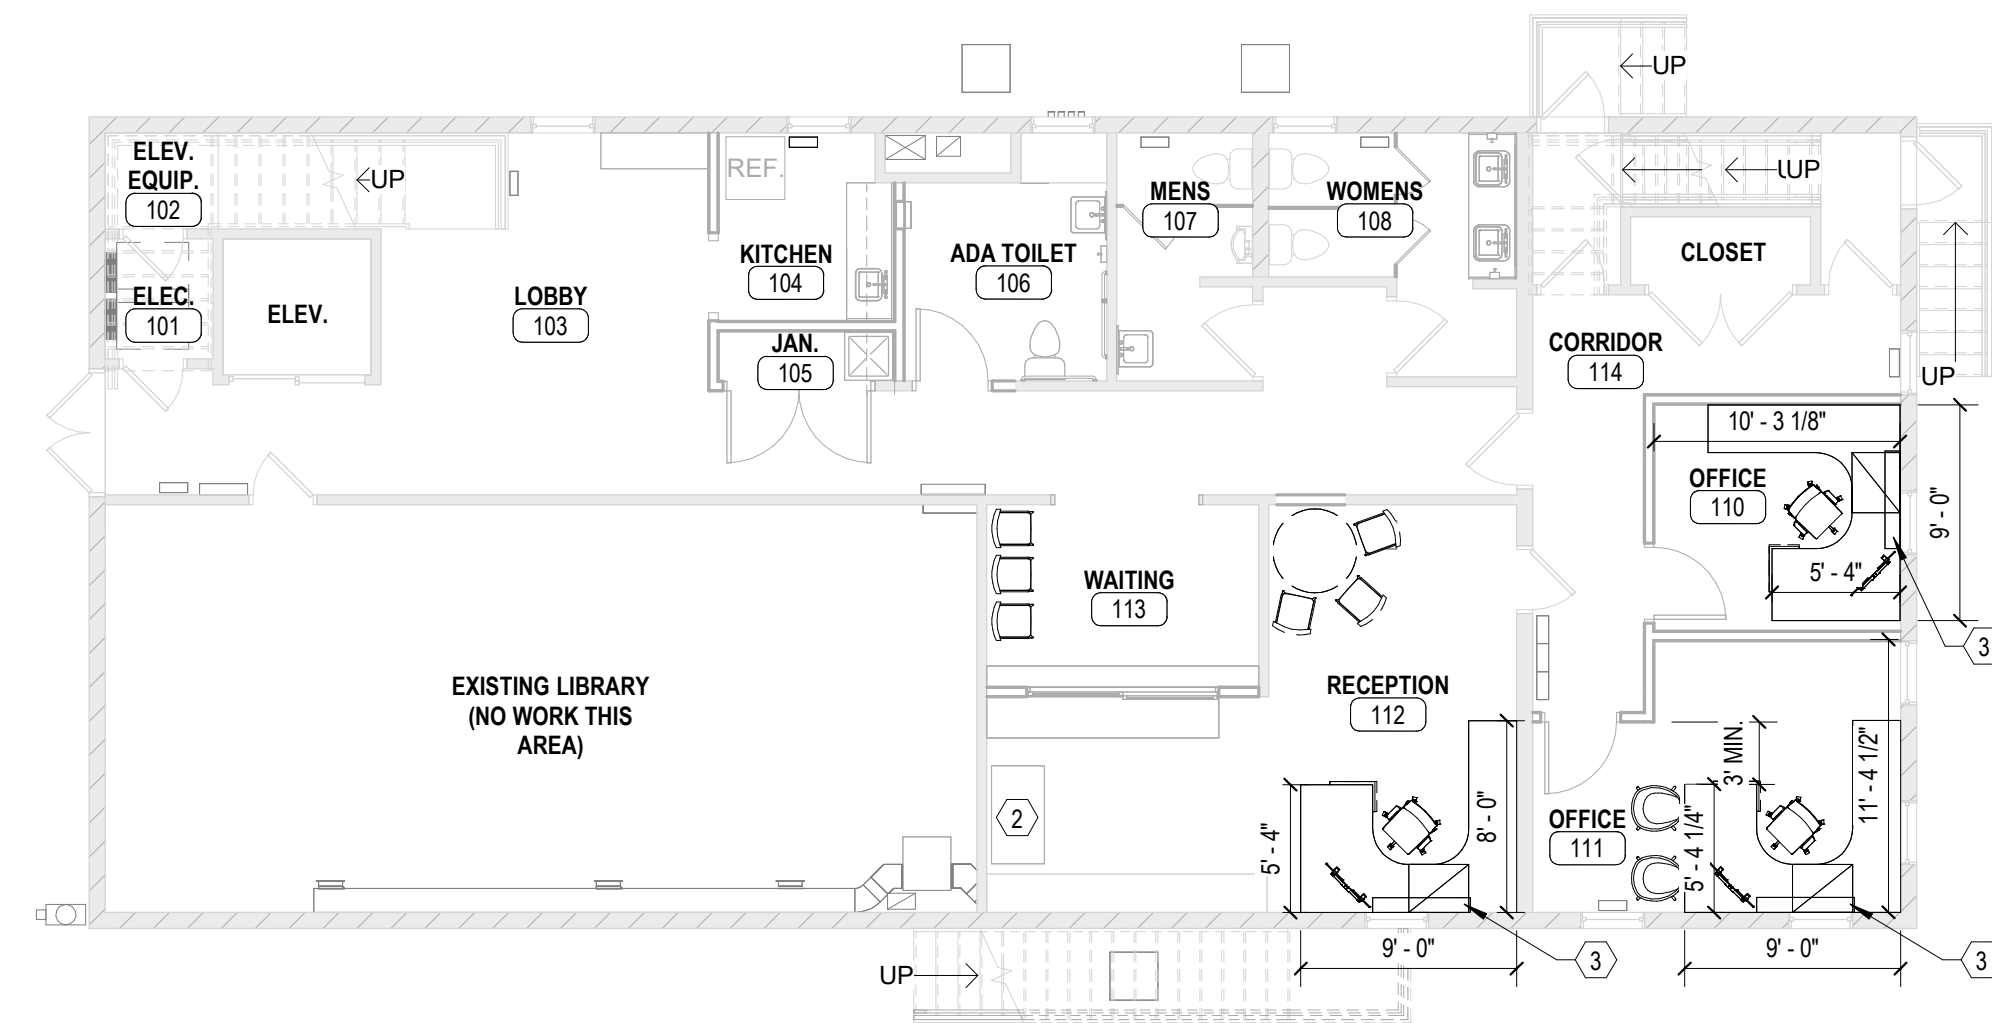 UP
ELEV.
EQUIP.
102
UP
REF.
MENS
107
WOMENS
108
UP
KITCHEN
104
ADA TOILET
106
CLOSET
ELEC.
101
ELEV.
LOBBY
103
JAN.
105
CORRIDOR
114
UP
10' - 3 1/8"
OFFICE
110
9' - 0"
5' - 4"
3
WAITING
113
EXISTING LIBRARY
(NO WORK THIS
AREA)
RECEPTION
112
2
5' - 4"
8' - 0"
OFFICE
111
3' MIN.
5' - 4 1/4"
11' - 4 1/2"
UP
9' - 0"
3
9' - 0"
3